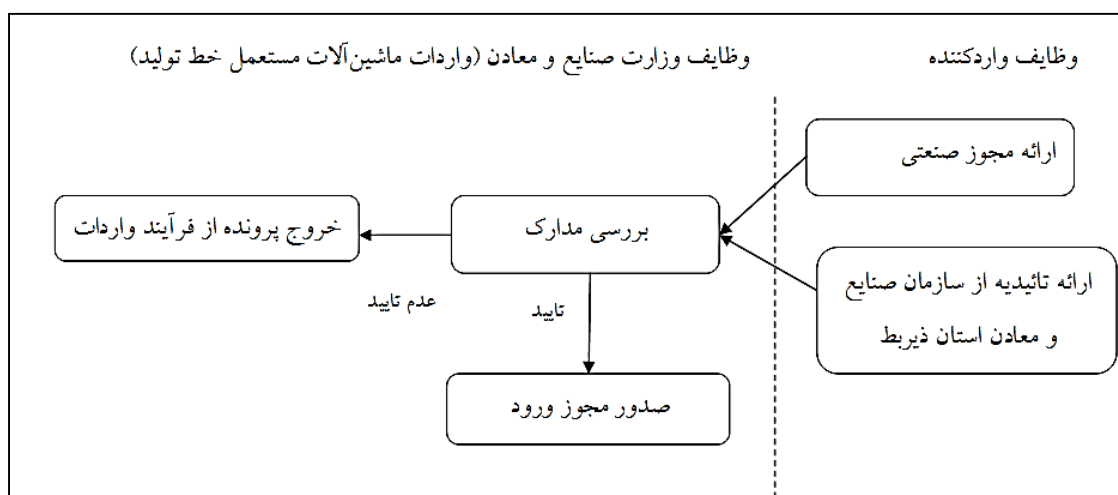 وظایف واردکننده
وظایف وزارت صنایع و معادن (واردات ماشین‌آلات مستعمل خط تولید)
ارائه مجوز صنعتی
ارائه تائیدیه از سازمان صنایع
و معادن استان ذیربط
بررسی مدارک
خروج پرونده از فرآیند واردات
عدم تایید
تایید
صدور مجوز ورود